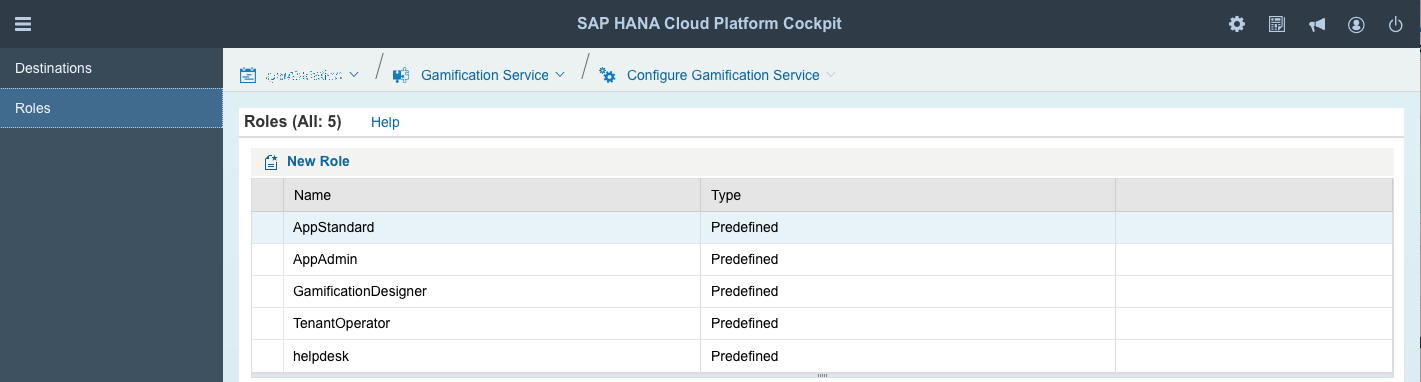 SAP HANA Cloud Platform Cockpit
Destinations
Roles
Gamification Service
Configure Gamification Service
Roles (All: 5) Help
New Role
Name Type
AppStandard Predefined
AppAdmin Predefined
GamificationDesigner Predefined
TenantOperator Predefined
helpdesk Predefined